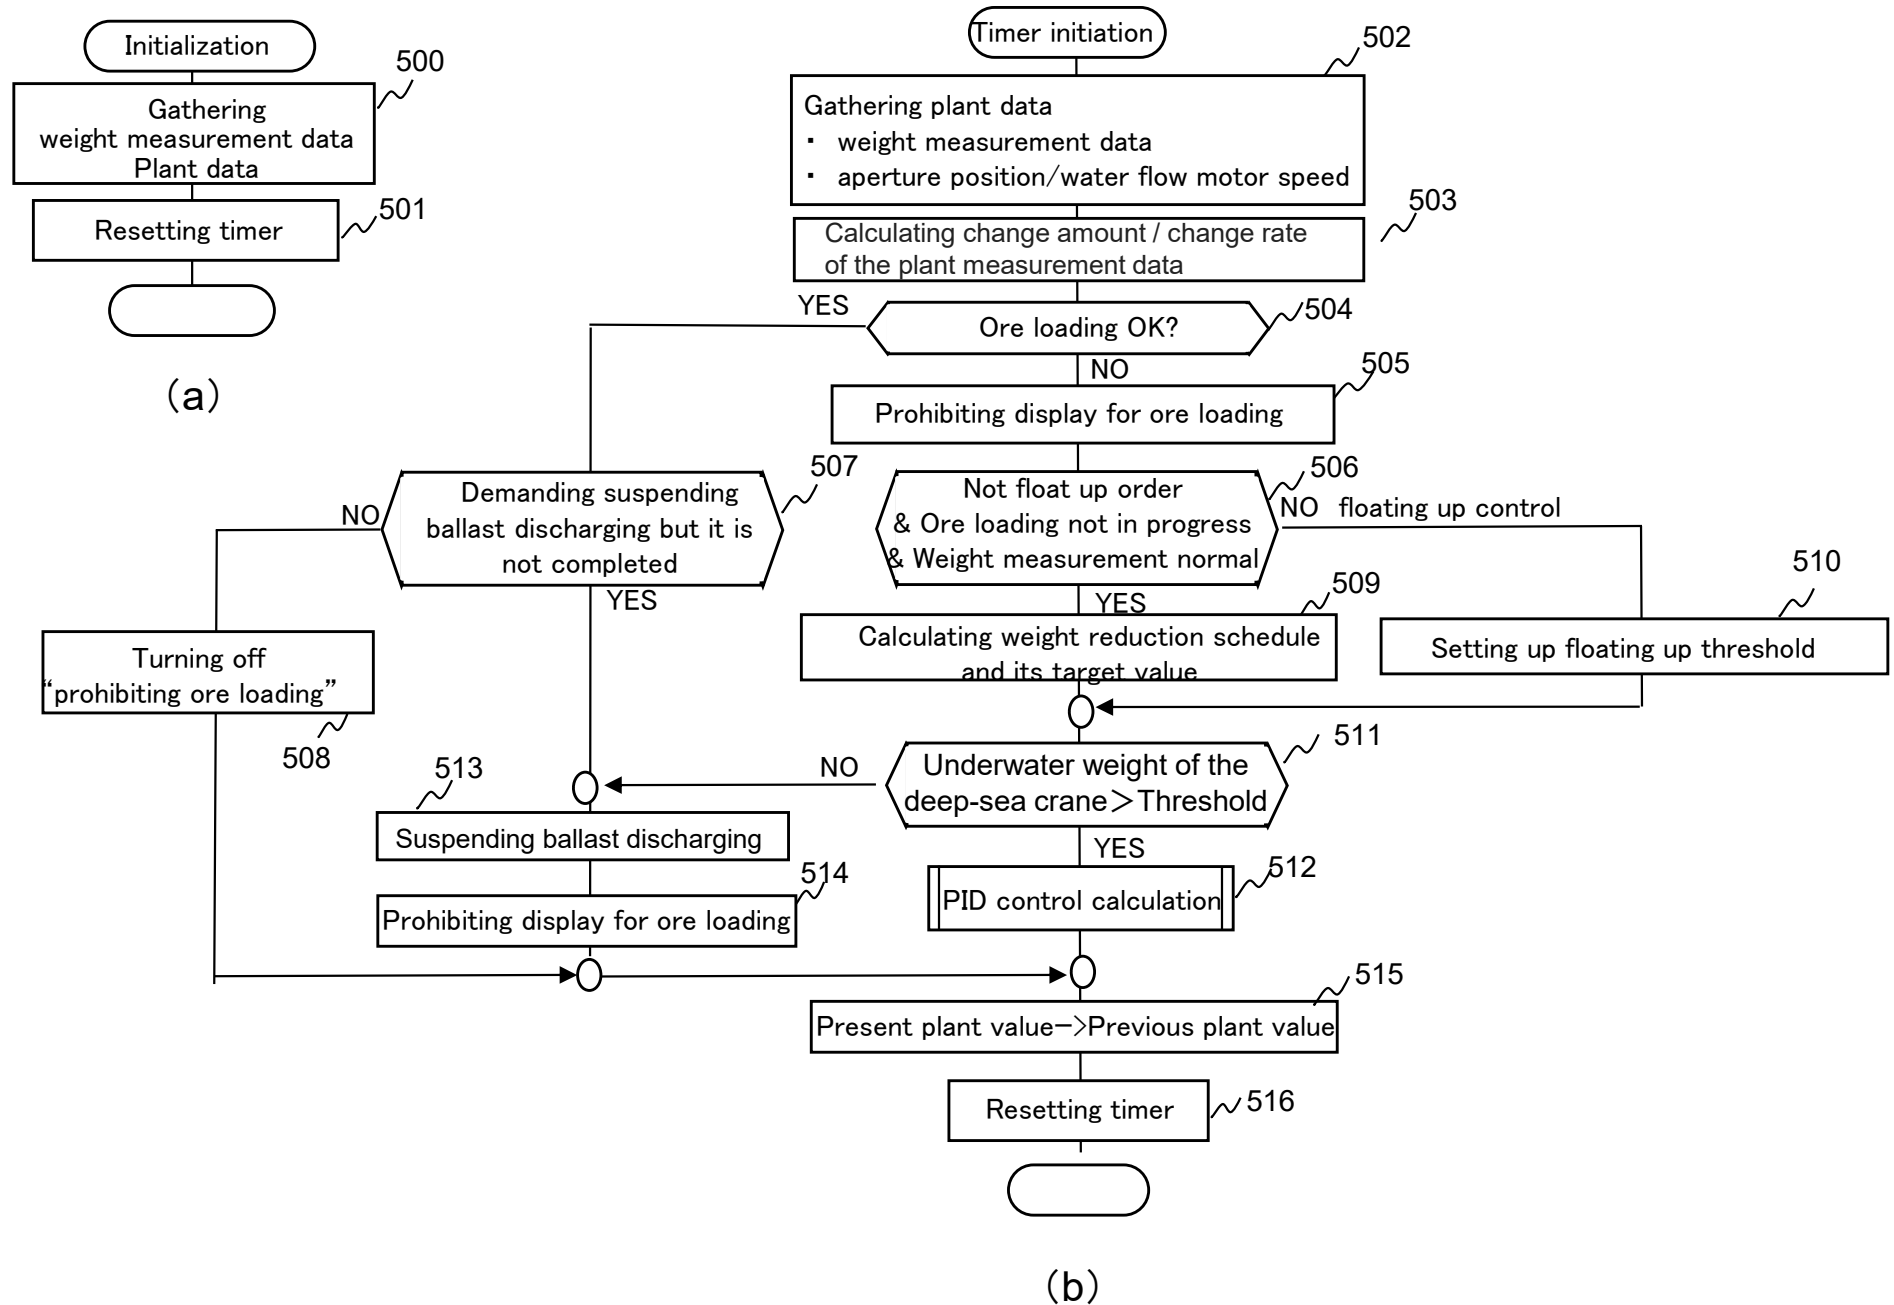 Initialization
500
Gathering
weight measurement data
Plant data
501
Resetting timer
(a)
Timer initiation
502
Gathering plant data
・ weight measurement data
・ aperture position/water flow motor speed
503
Calculating change amount / change rate
of the plant measurement data
YES
504
Ore loading OK?
NO
505
Prohibiting display for ore loading
507
Demanding suspending
ballast discharging but it is
not completed
NO
YES
506
Not float up order
& Ore loading not in progress
& Weight measurement normal
NO floating up control
YES
509
Calculating weight reduction schedule
and its target value
510
Setting up floating up threshold
Turning off
“prohibiting ore loading”
508
511
Underwater weight of the
deep-sea crane＞Threshold
NO
YES
513
Suspending ballast discharging
514
Prohibiting display for ore loading
512
PID control calculation
515
Present plant value−>Previous plant value
Resetting timer
516
(b)